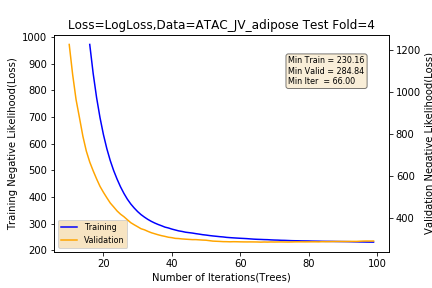 Loss=LogLoss,Data=ATAC_JV_adipose Test Fold=4
Training Negative Likelihood(Loss)
1000
900
800
700
600
500
400
300
200
Min Train = 230.16
Min Valid = 284.84
Min Iter = 66.00
Training
Validation
1200
1000
800
600
400
Validation Negative Likelihood(Loss)
20
40
60
80
100
Number of Iterations(Trees)